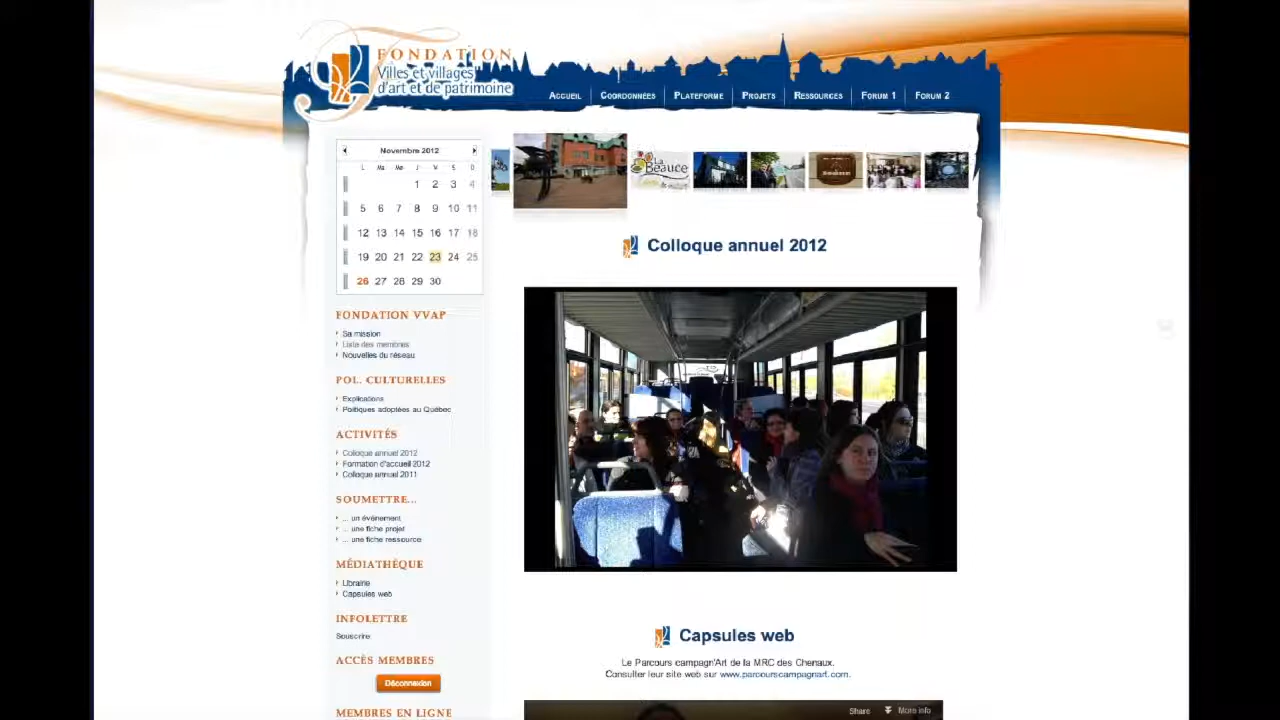 FONDATION
Villes et villages
d'art et de patrimoine
Accueil
Coordonnées
Plateforme
Projets
Ressources
Forum 1
Forum 2
Novembre 2012
L Ma Me J V S D
1 2 3 4
5 6 7 8 9 10 11
12 13 14 15 16 17 18
19 20 21 22 23 24 25
26 27 28 29 30
La Beauce
Colloque annuel 2012
FONDATION VVAP
Sa mission
Liste des membres
Nouvelles du réseau
POL. CULTURELLES
Explications
Politiques adoptées au Québec
ACTIVITÉS
Colloque annuel 2012
Formation d'accueil 2012
Colloque annuel 2011
SOUMETTRE...
... un événement
... une fiche projet
... une fiche ressource
MÉDIATHÈQUE
Librairie
Capsules web
INFOLETTRE
Souscrire
ACCÈS MEMBRES
Déconnexion
MEMBRES EN LIGNE
Capsules web
Le Parcours campagn'Art de la MRC des Chenaux.
Consulter leur site web sur www.parcourscampagnart.com.
Share
More info